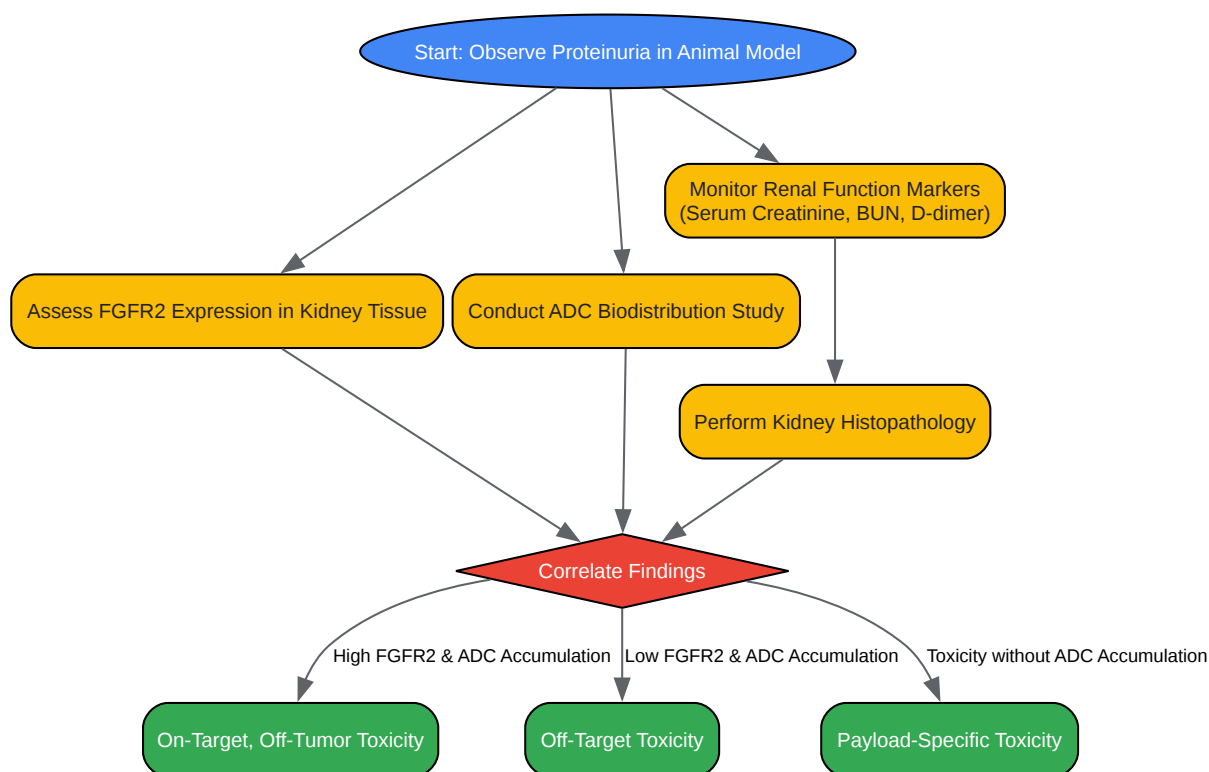 Start: Observe Proteinuria in Animal Model
Monitor Renal Function Markers
(Serum Creatinine, BUN, D-dimer)
Assess FGFR2 Expression in Kidney Tissue
Conduct ADC Biodistribution Study
Perform Kidney Histopathology
Correlate Findings
High FGFR2 & ADC Accumulation
Low FGFR2 & ADC Accumulation
Toxicity without ADC Accumulation
On-Target, Off-Tumor Toxicity
Off-Target Toxicity
Payload-Specific Toxicity